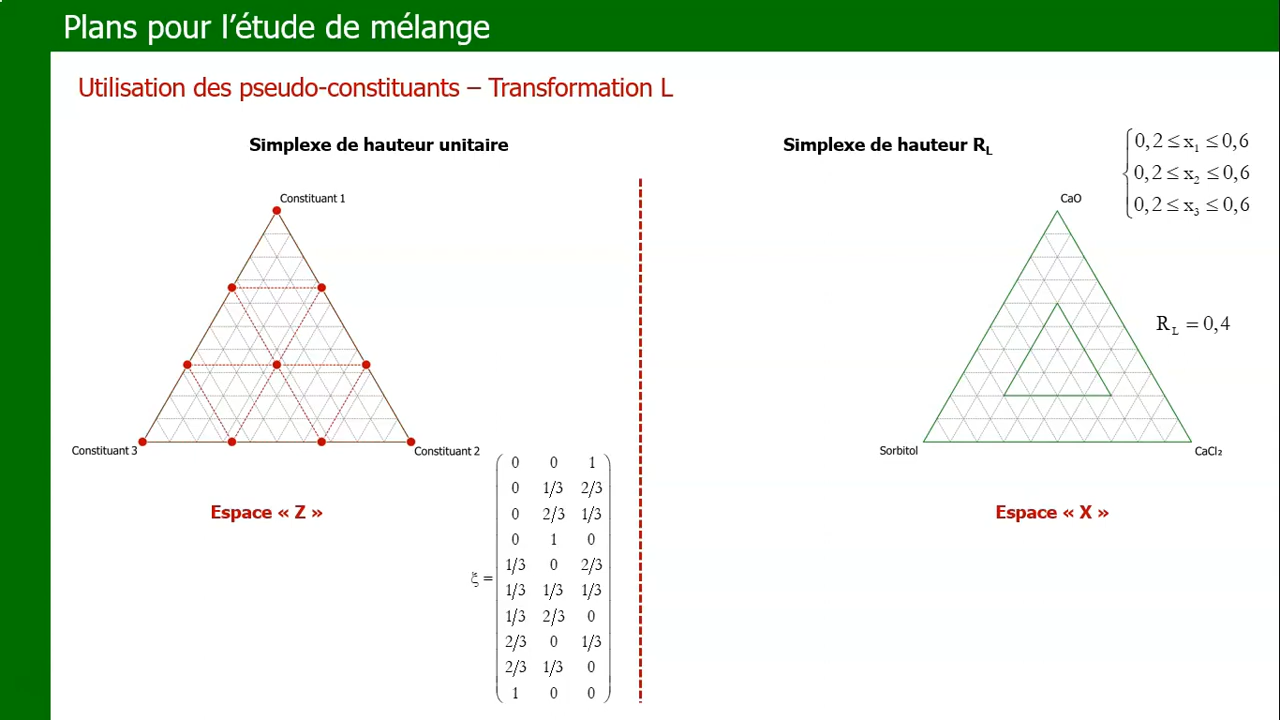 Plans pour l’étude de mélange
Utilisation des pseudo-constituants – Transformation L
Simplexe de hauteur unitaire
Constituant 1
Constituant 3
Constituant 2
Espace « Z »
ξ =
0 0 1
0 1/3 2/3
0 2/3 1/3
0 1 0
1/3 0 2/3
1/3 1/3 1/3
1/3 2/3 0
2/3 0 1/3
2/3 1/3 0
1 0 0
Simplexe de hauteur R_L
0,2 ≤ x₁ ≤ 0,6
0,2 ≤ x₂ ≤ 0,6
0,2 ≤ x₃ ≤ 0,6
CaO
R_L = 0,4
Sorbitol
CaCl₂
Espace « X »